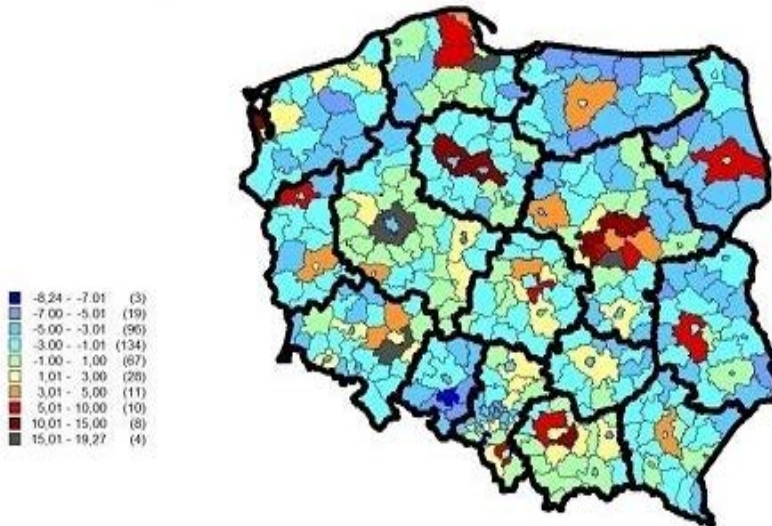 -8,24 - -7.01 (3)
-7.00 - -5.01 (19)
-5.00 - -3.01 (96)
-3.00 - -1.01 (134)
-1.00 - 1,00 (67)
1,01 - 3,00 (28)
3,01 - 5,00 (11)
5,01 - 10,00 (10)
10,01 - 15,00 (8)
15,01 - 19,27 (4)